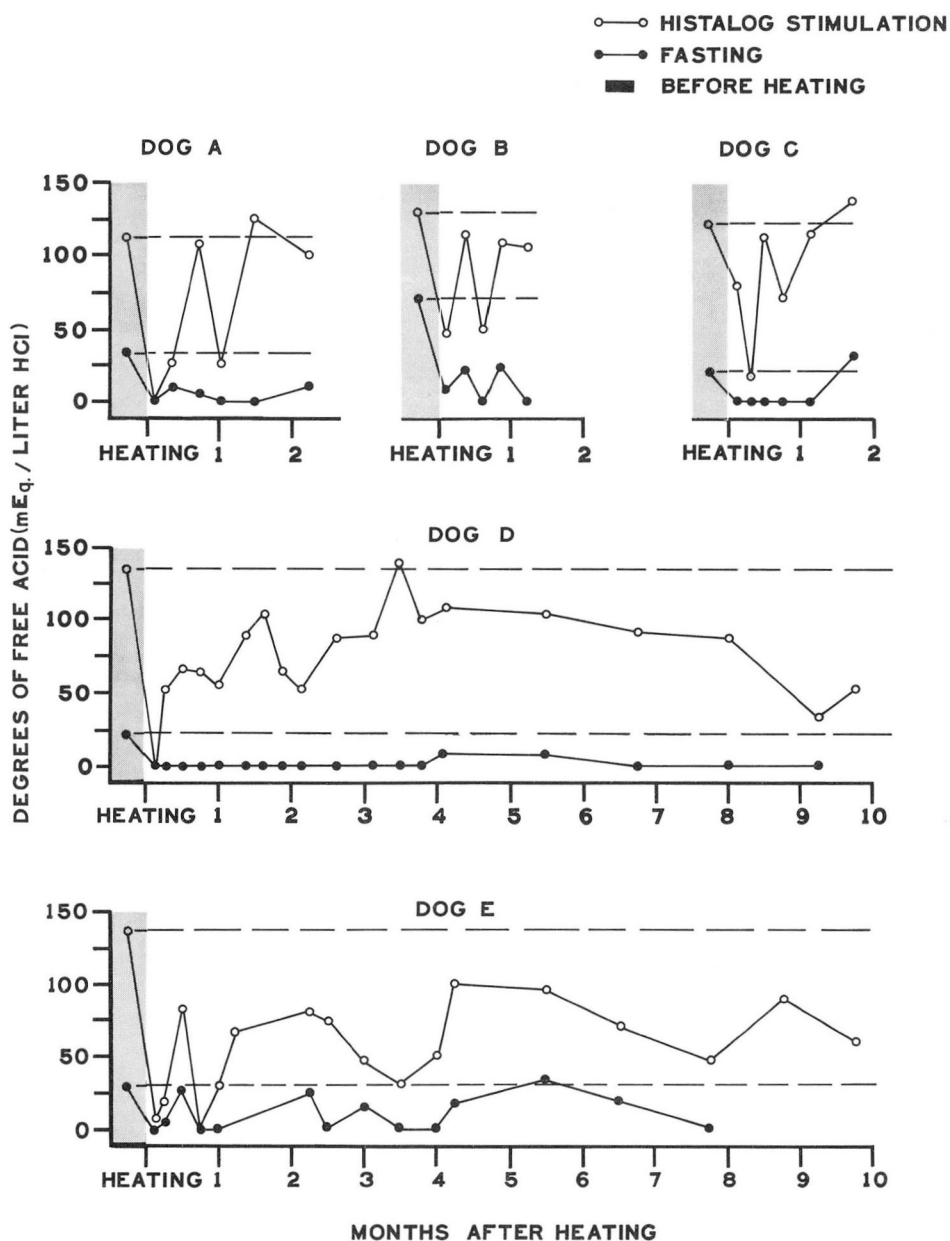 HISTALOG STIMULATION
FASTING
BEFORE HEATING
DOG A
DOG B
DOG C
150
100
50
0
HEATING 1 2
HEATING 1 2
HEATING 1 2
DEGREES OF FREE ACID (mEq. / LITER HCl)
DOG D
150
100
50
0
HEATING 1 2 3 4 5 6 7 8 9 10
DOG E
150
100
50
0
HEATING 1 2 3 4 5 6 7 8 9 10
MONTHS AFTER HEATING